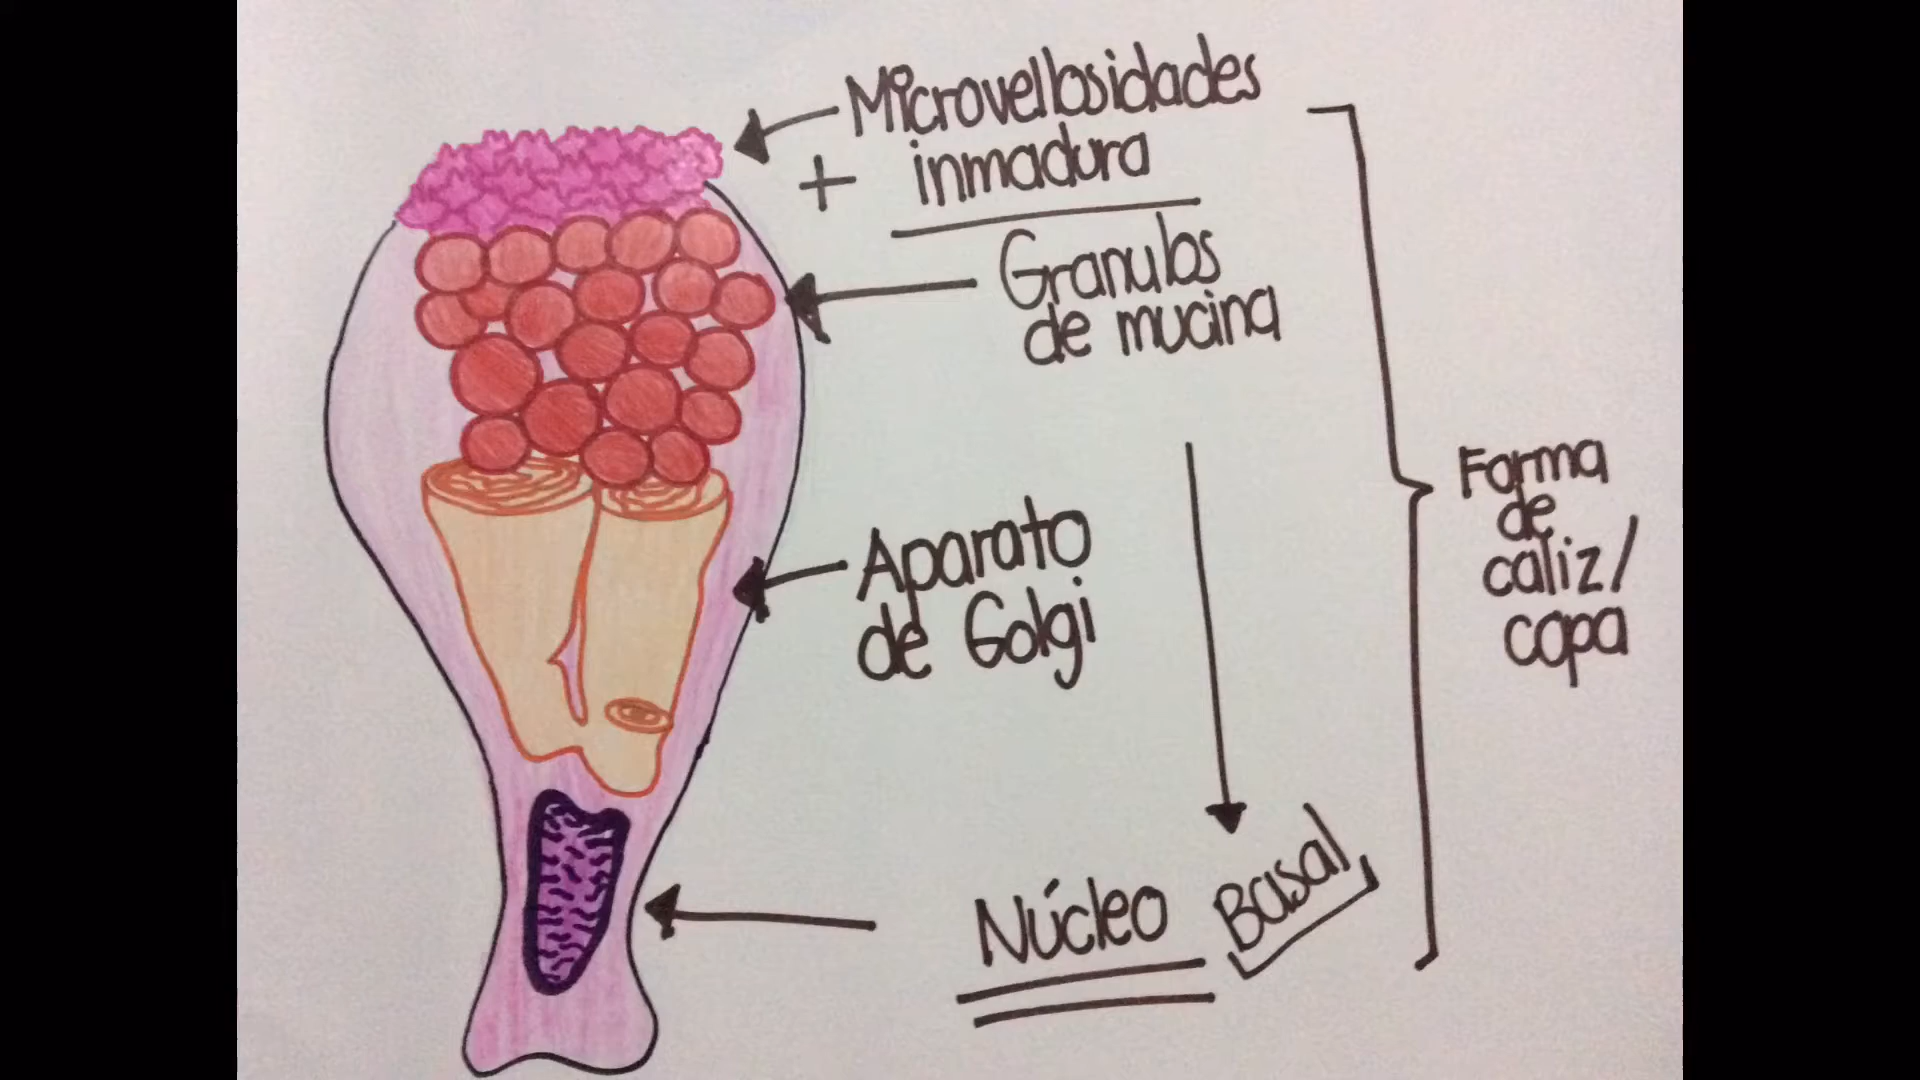 Microvellosidades
+ inmadura
Granulos
de mucina
Aparato
de Golgi
Núcleo Basal
Forma
de
caliz/
copa